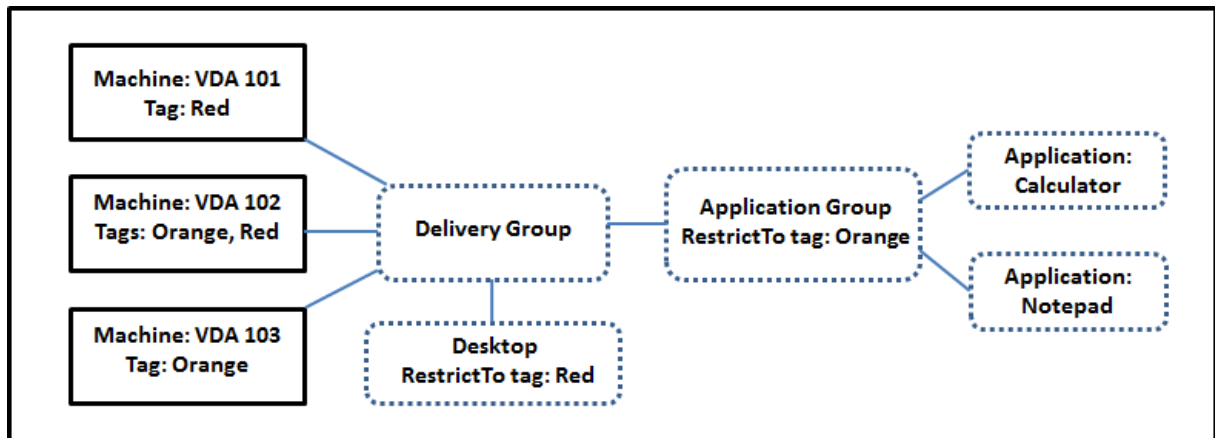 Machine: VDA 101
Tag: Red
Machine: VDA 102
Tags: Orange, Red
Machine: VDA 103
Tag: Orange
Delivery Group
Desktop
RestrictTo tag: Red
Application Group
RestrictTo tag: Orange
Application:
Calculator
Application:
Notepad